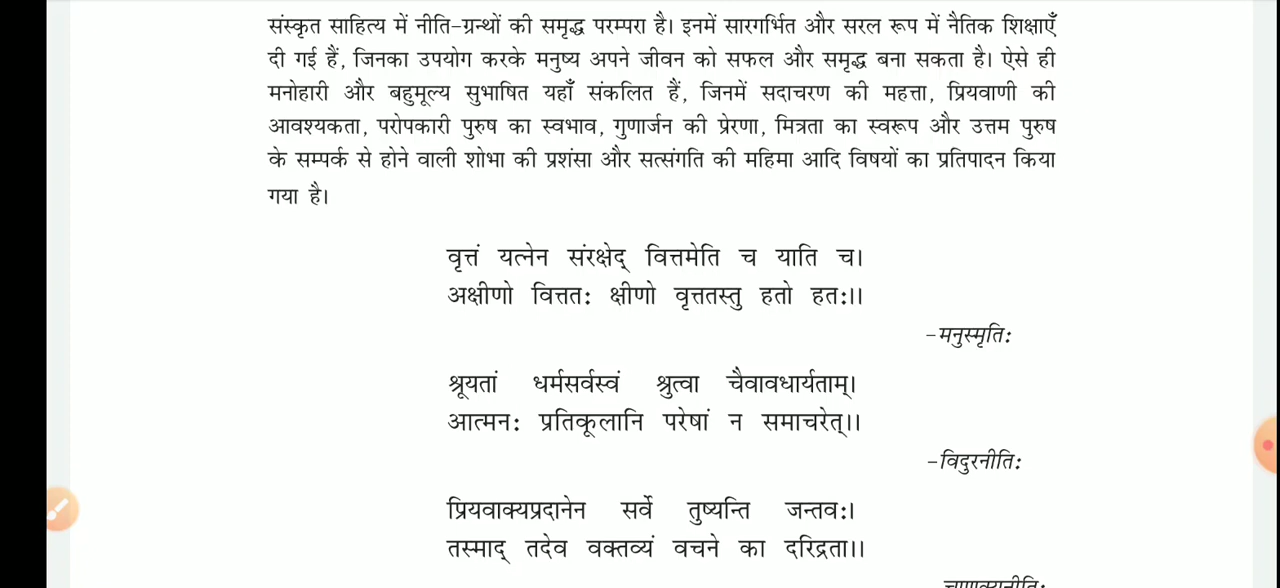 संस्कृत साहित्य में नीति-ग्रन्थों की समृद्ध परम्परा है। इनमें सारगर्भित और सरल रूप में नैतिक शिक्षाएँ
दी गई हैं, जिनका उपयोग करके मनुष्य अपने जीवन को सफल और समृद्ध बना सकता है। ऐसे ही
मनोहारी और बहुमूल्य सुभाषित यहाँ संकलित हैं, जिनमें सदाचरण की महत्ता, प्रियवाणी की
आवश्यकता, परोपकारी पुरुष का स्वभाव, गुणार्जन की प्रेरणा, मित्रता का स्वरूप और उत्तम पुरुष
के सम्पर्क से होने वाली शोभा की प्रशंसा और सत्संगति की महिमा आदि विषयों का प्रतिपादन किया
गया है।
वृत्तं यत्नेन संरक्षेद् वित्तमेति च याति च।
अक्षीणो वित्ततः क्षीणो वृत्ततस्तु हतो हतः।।
-मनुस्मृतिः
श्रूयतां धर्मसर्वस्वं श्रुत्वा चैवावधार्यताम्।
आत्मनः प्रतिकूलानि परेषां न समाचरेत्।।
-विदुरनीतिः
प्रियवाक्यप्रदानेन सर्वे तुष्यन्ति जन्तवः।
तस्माद् तदेव वक्तव्यं वचने का दरिद्रता।।